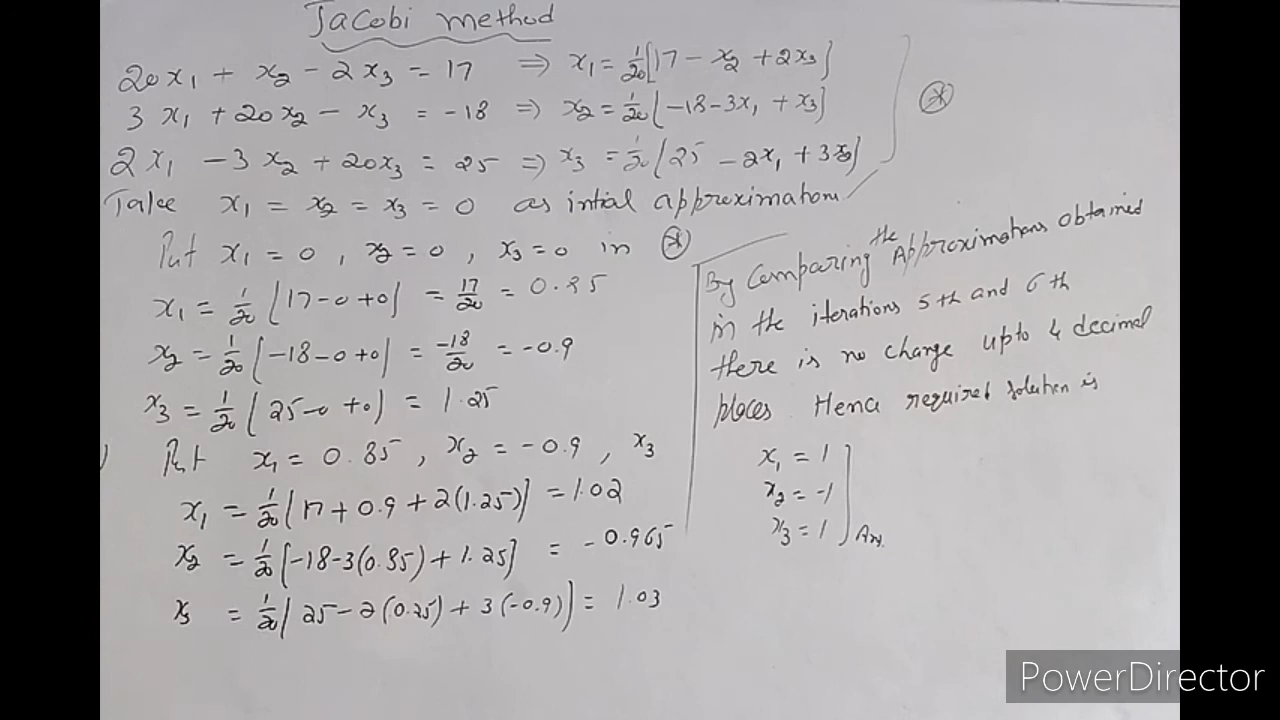 Jacobi method
20x1 + x2 - 2x3 = 17 ⇒ x1 = 1/20[17 - x2 + 2x3]
3x1 + 20x2 - x3 = -18 ⇒ x2 = 1/20[-18 - 3x1 + x3]
2x1 - 3x2 + 20x3 = 25 ⇒ x3 = 1/20[25 - 2x1 + 3x2]
(*)
Take x1 = x2 = x3 = 0 as intial approximation
Put x1 = 0, x2 = 0, x3 = 0 in (*)
x1 = 1/20[17 - 0 + 0] = 17/20 = 0.85
x2 = 1/20[-18 - 0 + 0] = -18/20 = -0.9
x3 = 1/20[25 - 0 + 0] = 1.25
Put x1 = 0.85, x2 = -0.9, x3
x1 = 1/20[17 + 0.9 + 2(1.25)] = 1.02
x2 = 1/20[-18 - 3(0.85) + 1.25] = -0.965
x3 = 1/20[25 - 2(0.85) + 3(-0.9)] = 1.03
By Comparing the Approximations obtained
in the iterations 5th and 6th
there is no change upto 4 decimal
places. Hence required solution is
x1 = 1
x2 = -1
x3 = 1 Ans.
PowerDirector